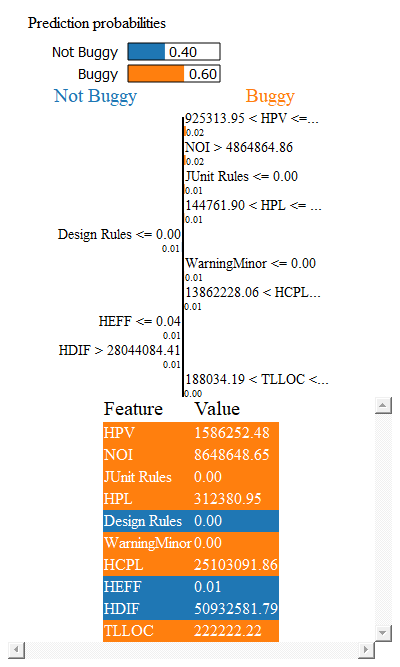 Prediction probabilities
Not Buggy 0.40
Buggy 0.60
Not Buggy Buggy
925313.95 < HPV <=...
0.02
NOI > 4864864.86
0.02
JUnit Rules <= 0.00
0.01
144761.90 < HPL <= ...
0.01
Design Rules <= 0.00
0.01
WarningMinor <= 0.00
0.01
13862228.06 < HCPL...
0.01
HEFF <= 0.04
0.01
HDIF > 28044084.41
0.01
188034.19 < TLLOC <...
0.00
Feature Value
HPV 1586252.48
NOI 8648648.65
JUnit Rules 0.00
HPL 312380.95
Design Rules 0.00
WarningMinor 0.00
HCPL 25103091.86
HEFF 0.01
HDIF 50932581.79
TLLOC 222222.22